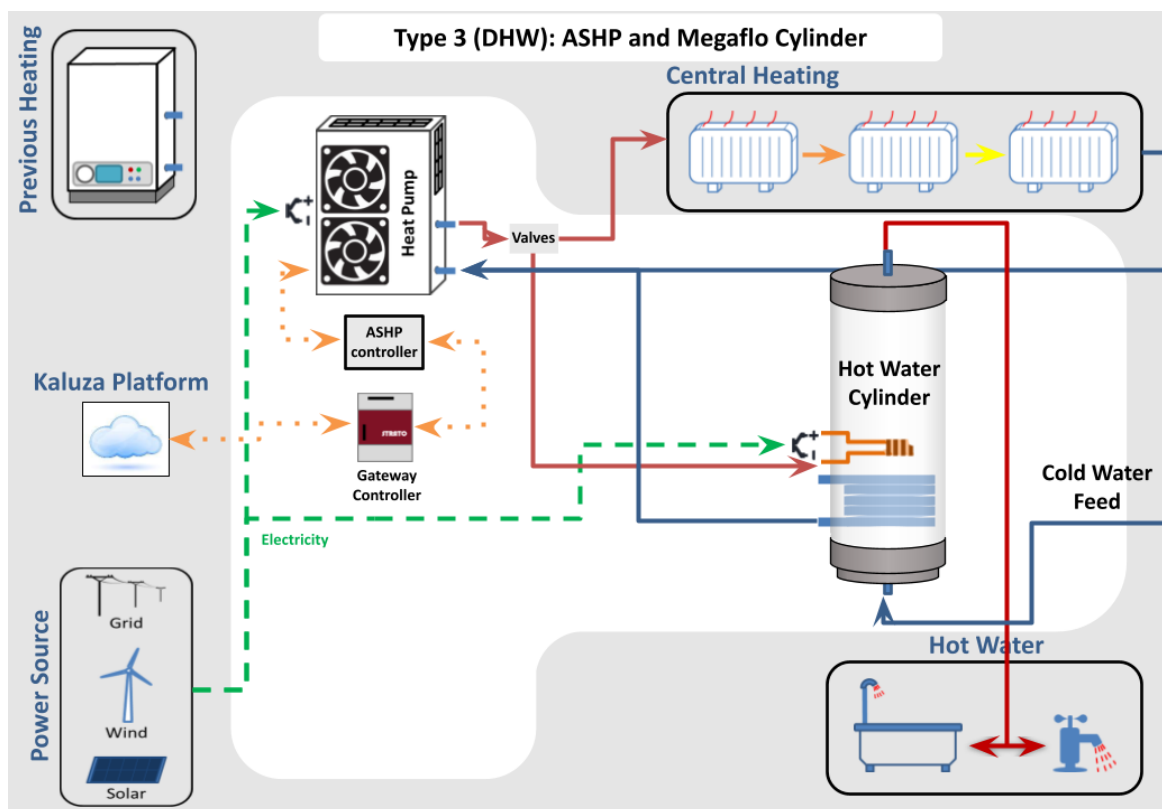 Type 3 (DHW): ASHP and Megaflo Cylinder
Previous Heating
Central Heating
Heat Pump
Valves
ASHP
controller
Hot Water
Cylinder
Kaluza Platform
STRATO
Gateway
Controller
Cold Water
Feed
Electricity
Power Source
Grid
Wind
Solar
Hot Water